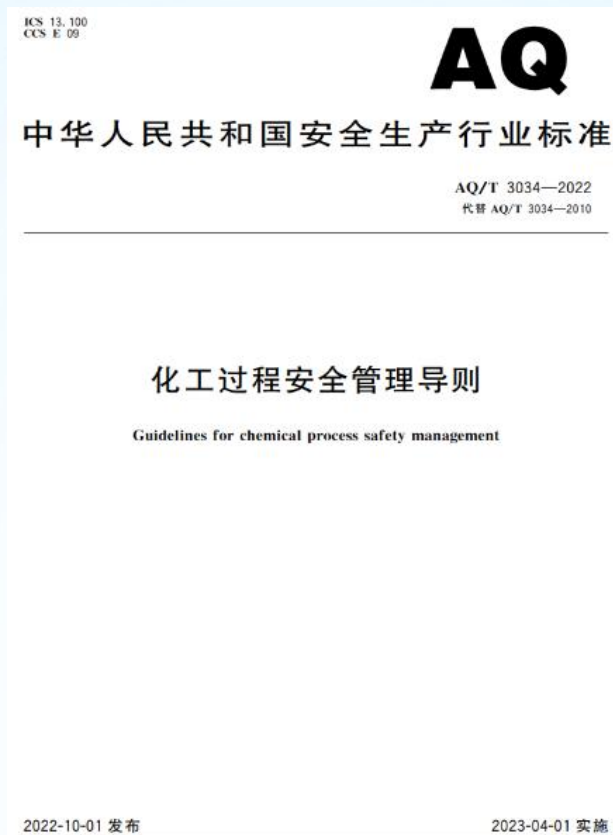 ICS 13.100
CCS E 09
AQ
中华人民共和国安全生产行业标准
AQ/T 3034—2022
代替 AQ/T 3034—2010
化工过程安全管理导则
Guidelines for chemical process safety management
2022-10-01 发布
2023-04-01 实施